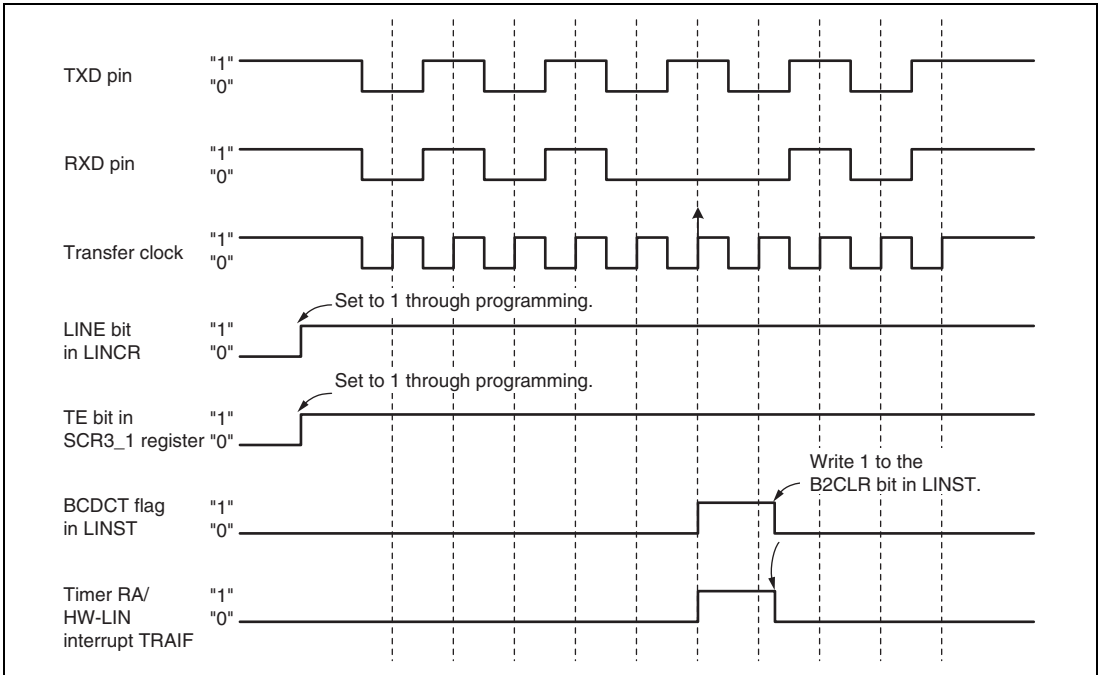 TXD pin
"1"
"0"
RXD pin
"1"
"0"
Transfer clock
"1"
"0"
Set to 1 through programming.
LINE bit
in LINCR
"1"
"0"
Set to 1 through programming.
TE bit in
SCR3_1 register
"1"
"0"
Write 1 to the
B2CLR bit in LINST.
BCDCT flag
in LINST
"1"
"0"
Timer RA/
HW-LIN
interrupt TRAIF
"1"
"0"